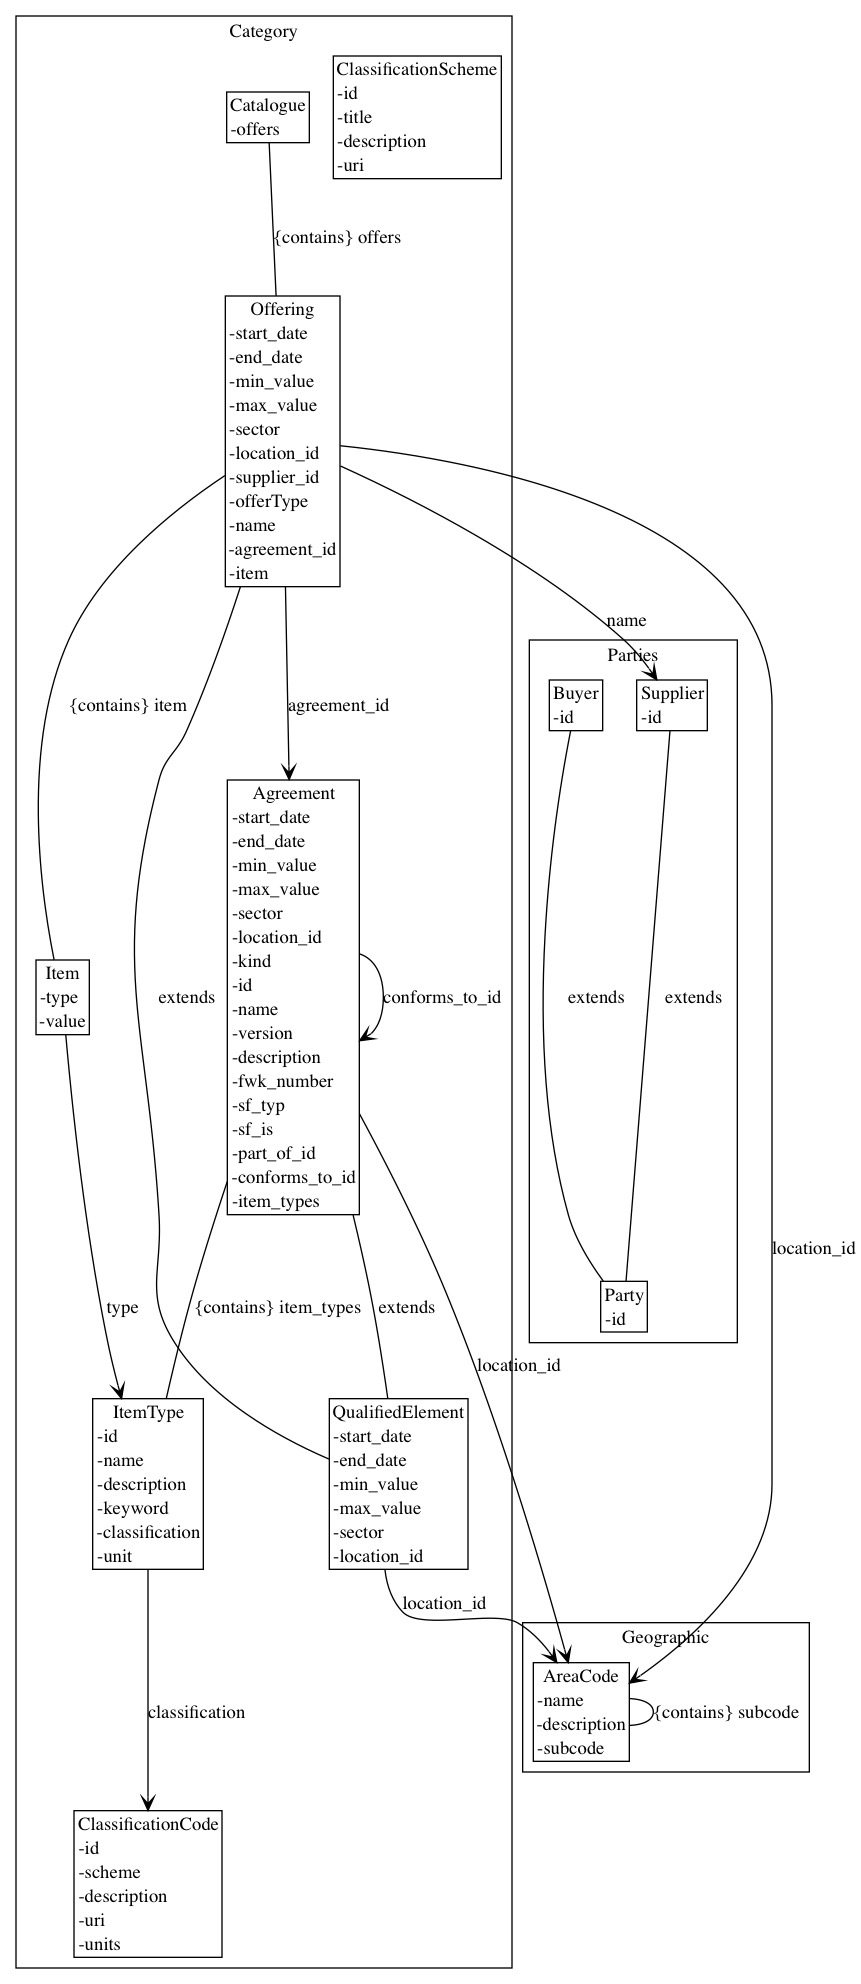 Category
ClassificationScheme
-id
-title
-description
-uri
Catalogue
-offers
{contains} offers
Offering
-start_date
-end_date
-min_value
-max_value
-sector
-location_id
-supplier_id
-offerType
-name
-agreement_id
-item
name
Parties
Buyer
-id
Supplier
-id
{contains} item
agreement_id
Agreement
-start_date
-end_date
-min_value
-max_value
-sector
-location_id
-kind
-id
-name
-version
-description
-fwk_number
-sf_typ
-sf_is
-part_of_id
-conforms_to_id
-item_types
Item
-type
-value
extends
conforms_to_id
extends
extends
location_id
Party
-id
type
{contains} item_types
extends
location_id
ItemType
-id
-name
-description
-keyword
-classification
-unit
QualifiedElement
-start_date
-end_date
-min_value
-max_value
-sector
-location_id
location_id
Geographic
AreaCode
-name
-description
-subcode
{contains} subcode
classification
ClassificationCode
-id
-scheme
-description
-uri
-units